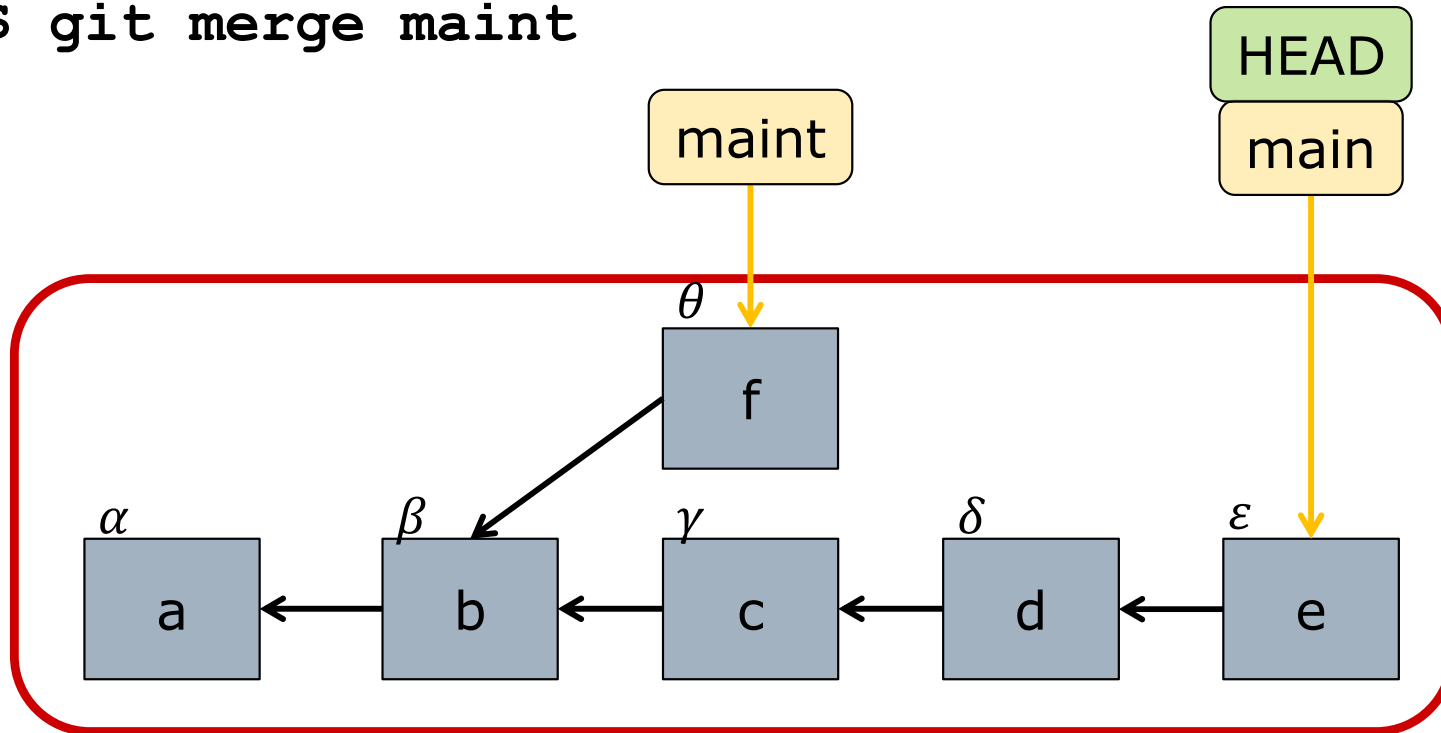 $ git merge maint
HEAD
maint
main
θ
f
α
β
γ
δ
ε
a
b
c
d
e